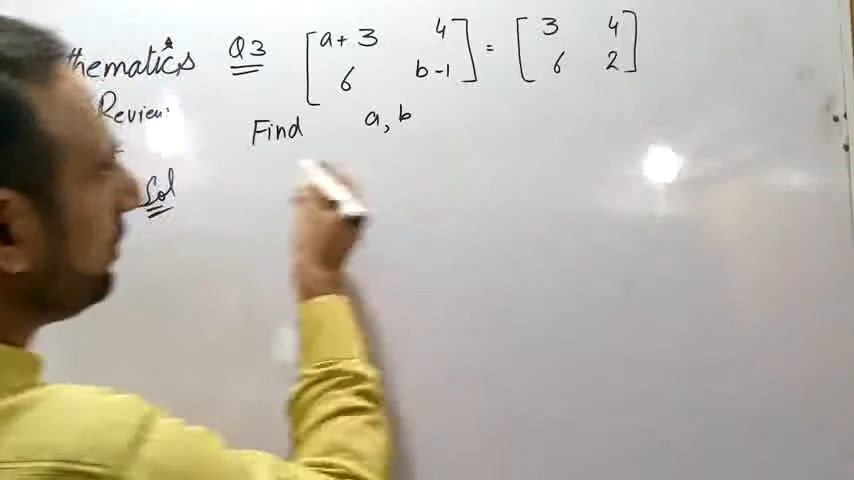 thematics Q3 [a+3 4] = [3 4]
[6 b-1] [6 2]
Review:
Find a, b
Sol